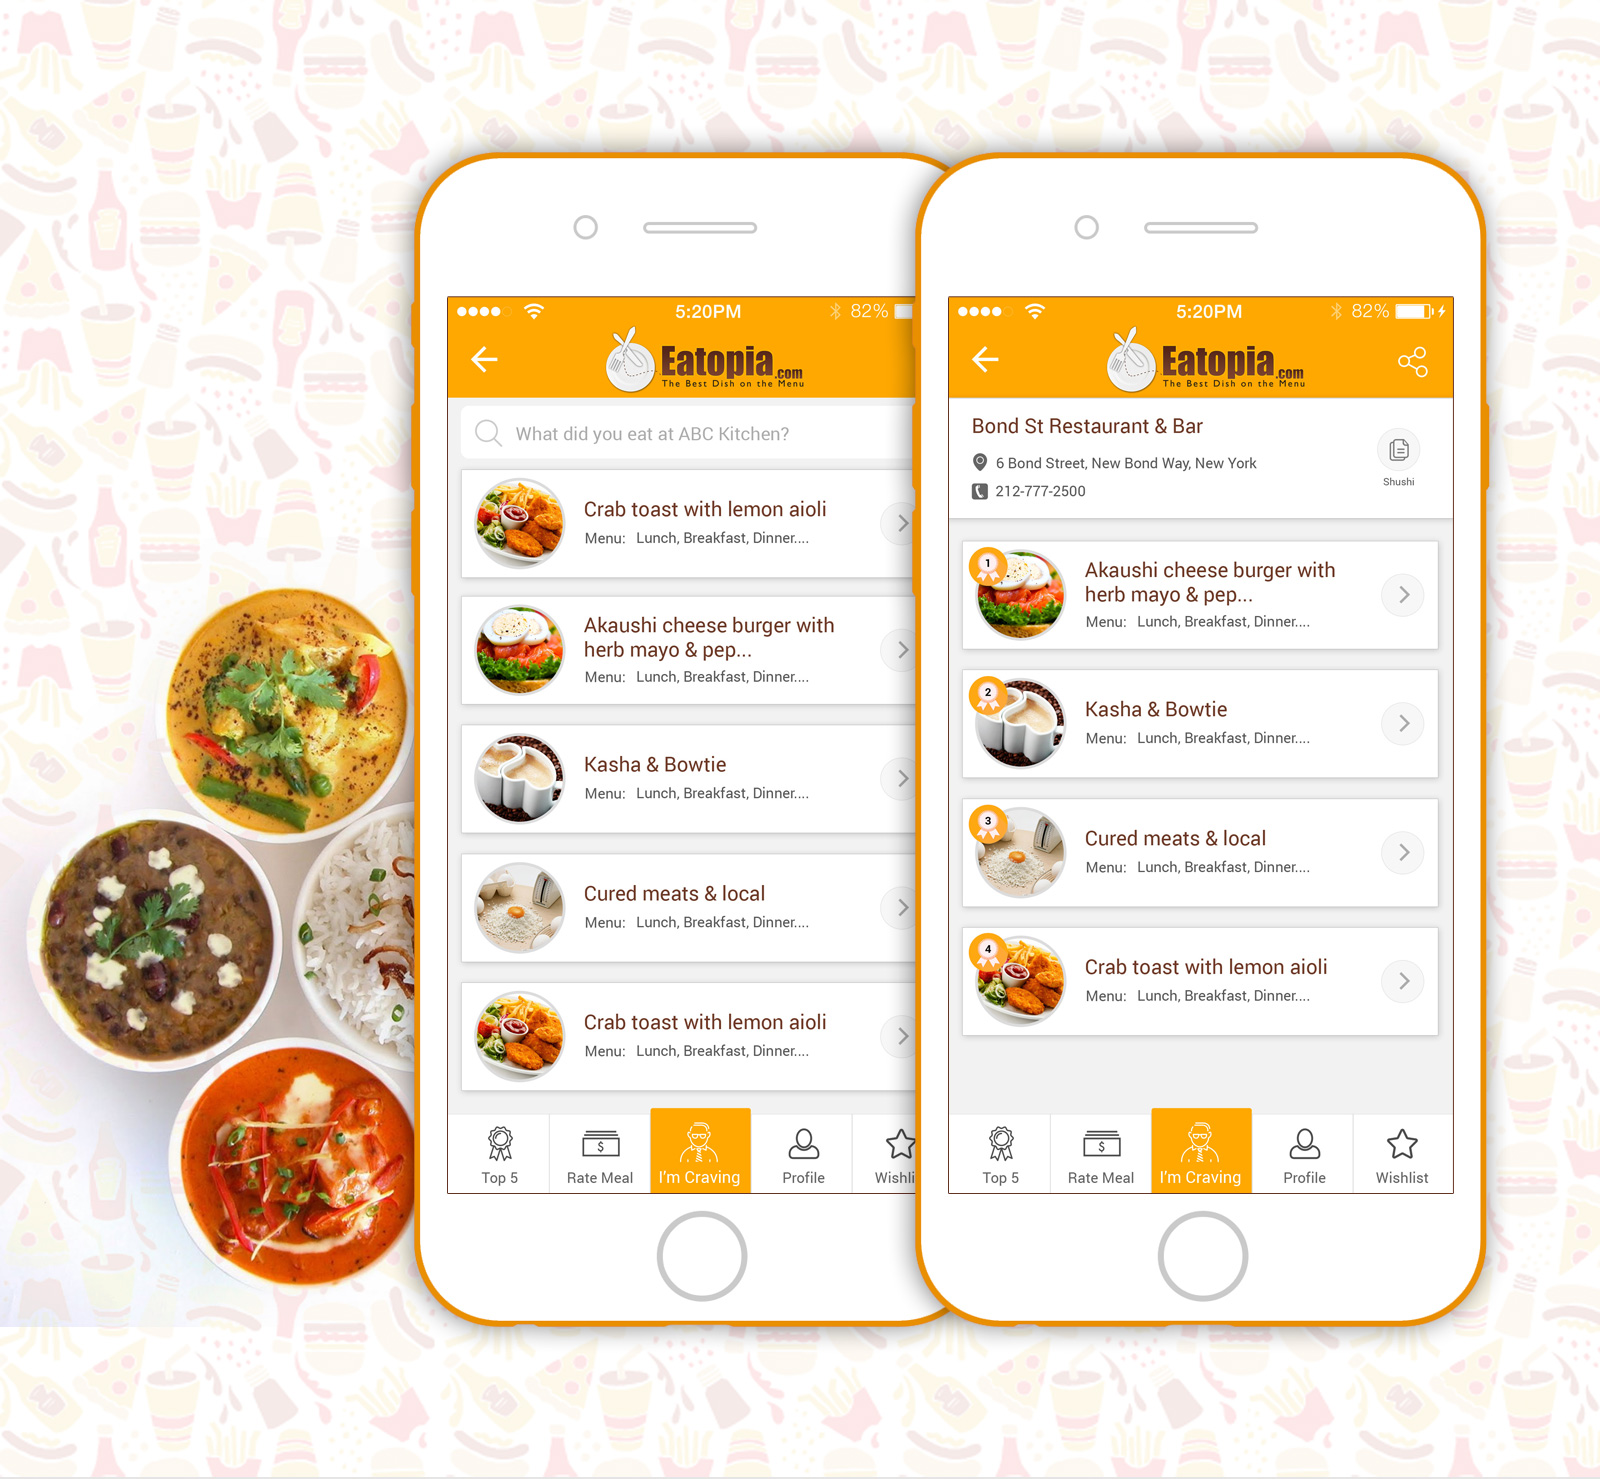 5:20PM
82%
Eatopia.com
The Best Dish on the Menu
What did you eat at ABC Kitchen?
Crab toast with lemon aioli
Menu: Lunch, Breakfast, Dinner....
Akaushi cheese burger with
herb mayo & pep...
Menu: Lunch, Breakfast, Dinner....
Kasha & Bowtie
Menu: Lunch, Breakfast, Dinner....
Cured meats & local
Menu: Lunch, Breakfast, Dinner....
Crab toast with lemon aioli
Menu: Lunch, Breakfast, Dinner....
Top 5
$
Rate Meal
I'm Craving
Profile
Wishli
5:20PM
82%
Eatopia.com
The Best Dish on the Menu
Bond St Restaurant & Bar
6 Bond Street, New Bond Way, New York
212-777-2500
Shushi
1
Akaushi cheese burger with
herb mayo & pep...
Menu: Lunch, Breakfast, Dinner....
2
Kasha & Bowtie
Menu: Lunch, Breakfast, Dinner....
3
Cured meats & local
Menu: Lunch, Breakfast, Dinner....
4
Crab toast with lemon aioli
Menu: Lunch, Breakfast, Dinner....
Top 5
$
Rate Meal
I'm Craving
Profile
Wishlist